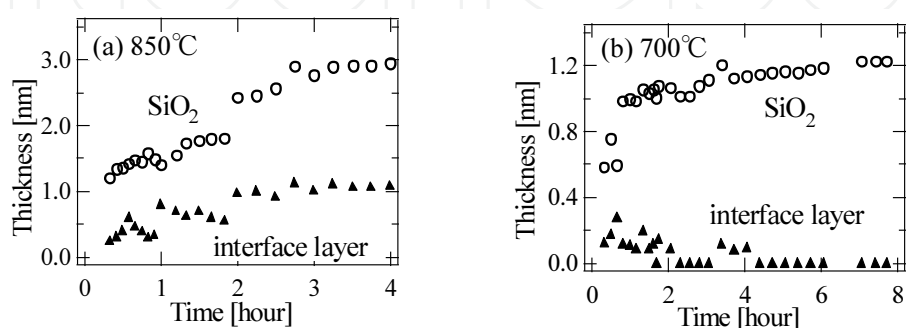 (a) 850℃
Thickness [nm]
3.0
2.0
1.0
0.0
SiO₂
interface layer
0 1 2 3 4
Time [hour]
(b) 700℃
Thickness [nm]
1.2
0.8
0.4
0.0
SiO₂
interface layer
0 2 4 6 8
Time [hour]